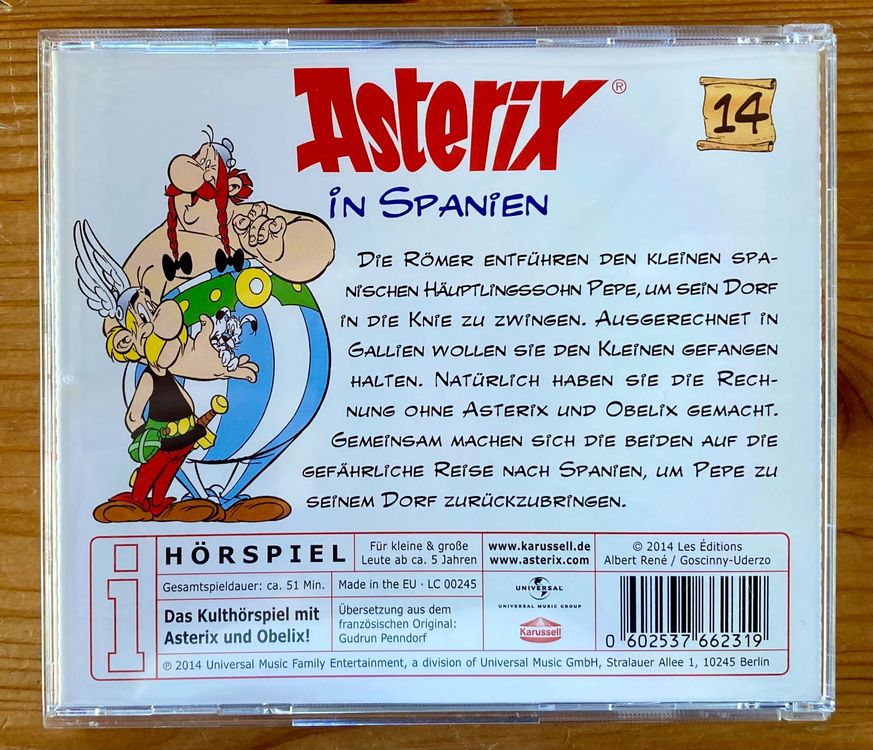 Asterix®
14
in Spanien
Die Römer entführen den kleinen spa-
nischen Häuptlingssohn Pepe, um sein Dorf
in die Knie zu zwingen. Ausgerechnet in
Gallien wollen sie den Kleinen gefangen
halten. Natürlich haben sie die Rech-
nung ohne Asterix und Obelix gemacht.
Gemeinsam machen sich die beiden auf die
gefährliche Reise nach Spanien, um Pepe zu
seinem Dorf zurückzubringen.
i
HÖRSPIEL
Für kleine & große
Leute ab ca. 5 Jahren
www.karussell.de
www.asterix.com
© 2014 Les Éditions
Albert René / Goscinny-Uderzo
Gesamtspieldauer: ca. 51 Min.
Made in the EU · LC 00245
Das Kulthörspiel mit
Asterix und Obelix!
Übersetzung aus dem
französischen Original:
Gudrun Penndorf
UNIVERSAL
UNIVERSAL MUSIC GROUP
Karussell
0 602537 662319
℗ 2014 Universal Music Family Entertainment, a division of Universal Music GmbH, Stralauer Allee 1, 10245 Berlin